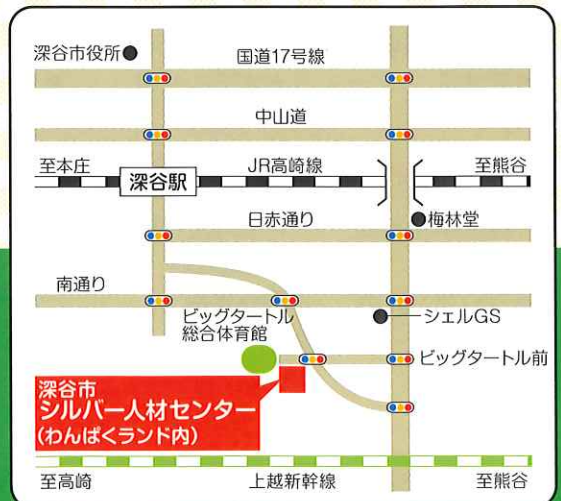 深谷市役所
国道17号線
中山道
至本庄
JR高崎線
至熊谷
深谷駅
日赤通り
梅林堂
南通り
ビッグタートル
総合体育館
シェルGS
ビッグタートル前
深谷市
シルバー人材センター
(わんぱくランド内)
至高崎
上越新幹線
至熊谷